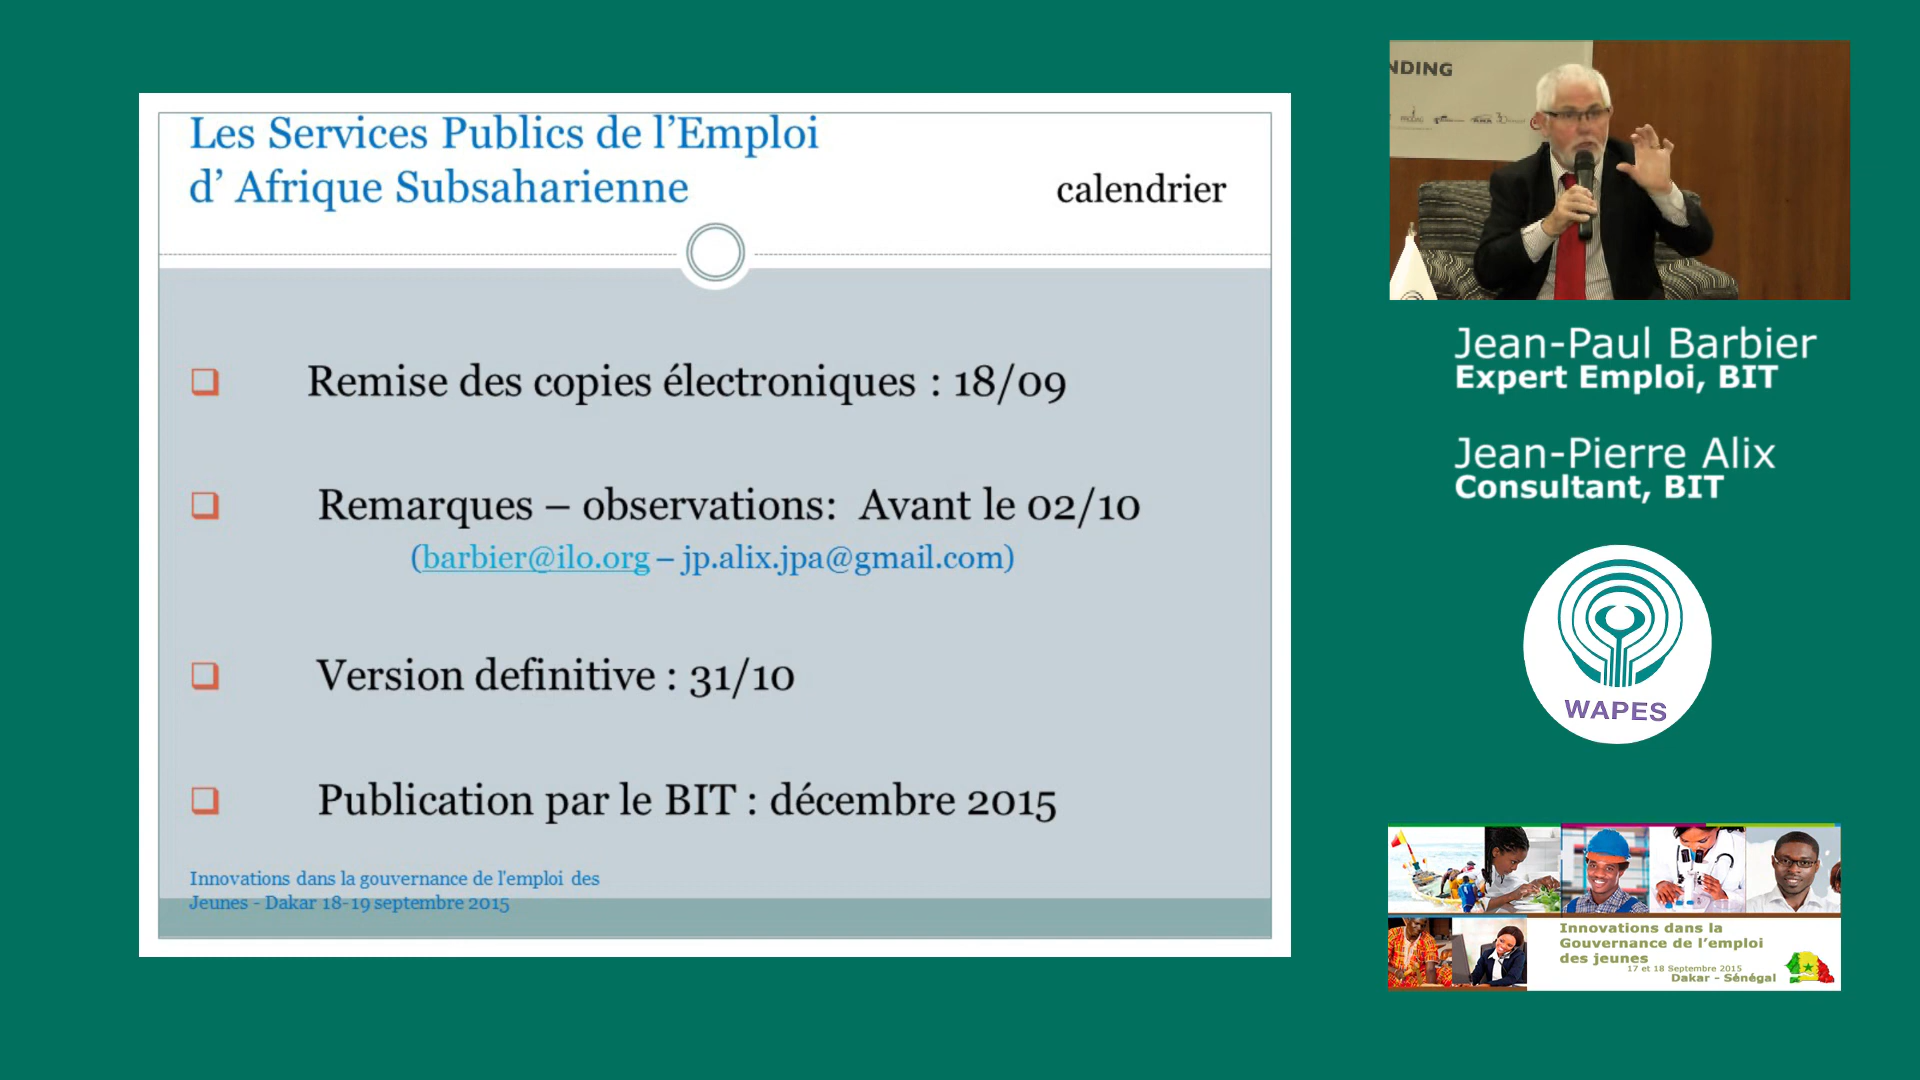 Les Services Publics de l’Emploi
d’ Afrique Subsaharienne
calendrier
Remise des copies électroniques : 18/09
Remarques – observations: Avant le 02/10
(barbier@ilo.org – jp.alix.jpa@gmail.com)
Version definitive : 31/10
Publication par le BIT : décembre 2015
Innovations dans la gouvernance de l'emploi des
Jeunes - Dakar 18-19 septembre 2015
NDING
Jean-Paul Barbier
Expert Emploi, BIT
Jean-Pierre Alix
Consultant, BIT
WAPES
Innovations dans la
Gouvernance de l’emploi
des jeunes
17 et 18 Septembre 2015
Dakar - Sénégal